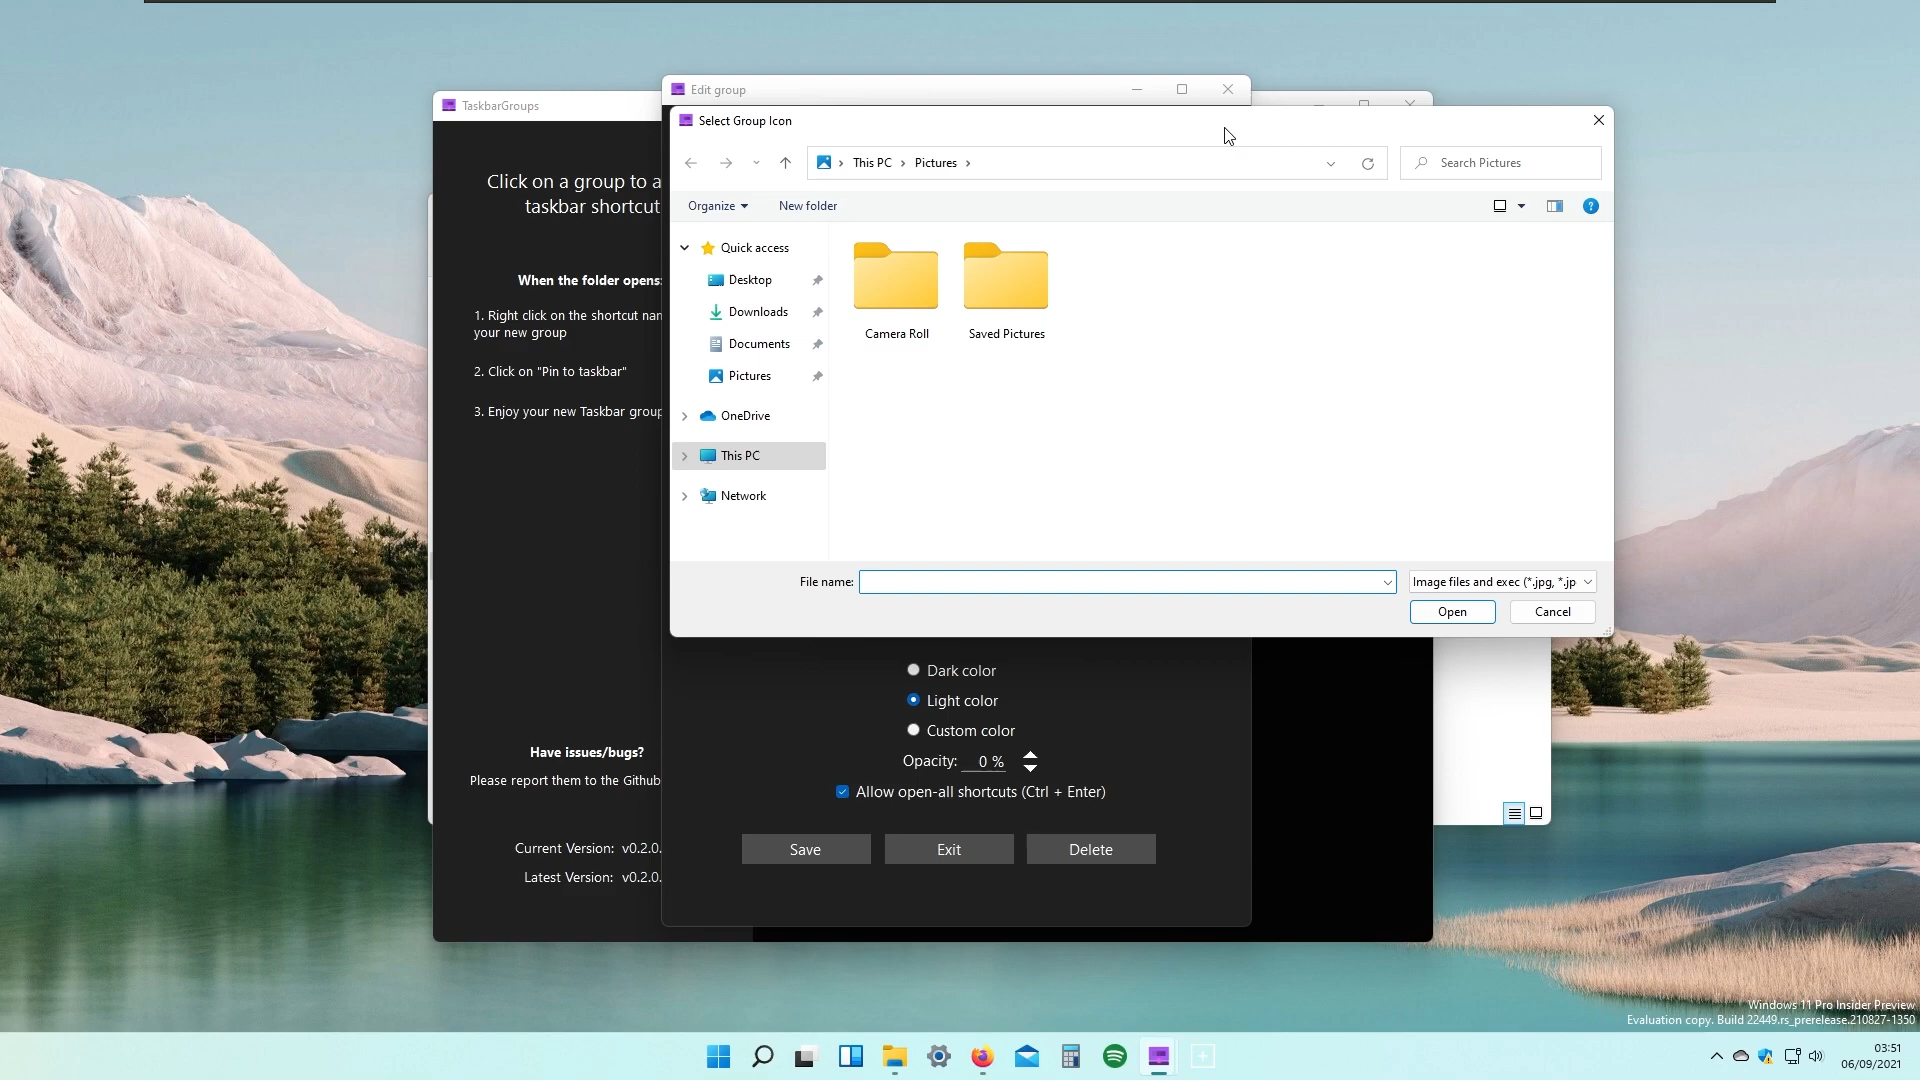 Edit group
TaskbarGroups
Select Group Icon
This PC
Pictures
Search Pictures
Organize
New folder
Click on a group to a
taskbar shortcut
When the folder opens:
1. Right click on the shortcut nam
your new group
2. Click on "Pin to taskbar"
3. Enjoy your new Taskbar group
Quick access
Desktop
Downloads
Documents
Pictures
OneDrive
This PC
Network
Camera Roll
Saved Pictures
File name:
Image files and exec (*.jpg, *.jp
Open
Cancel
Dark color
Light color
Custom color
Opacity: 0 %
Allow open-all shortcuts (Ctrl + Enter)
Save
Exit
Delete
Have issues/bugs?
Please report them to the Github
Current Version: v0.2.0.
Latest Version: v0.2.0.
Windows 11 Pro Insider Preview
Evaluation copy. Build 22449.rs_prerelease.210827-1350
03:51
06/09/2021